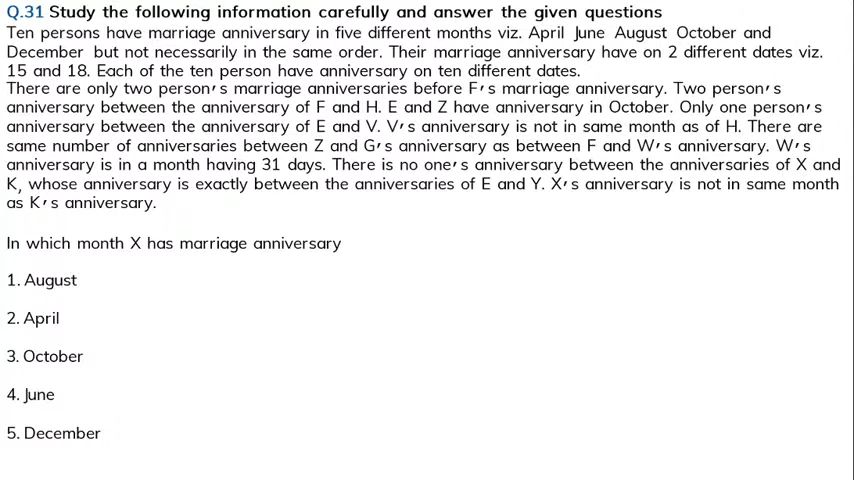 Q.31 Study the following information carefully and answer the given questions
Ten persons have marriage anniversary in five different months viz. April June August October and
December but not necessarily in the same order. Their marriage anniversary have on 2 different dates viz.
15 and 18. Each of the ten person have anniversary on ten different dates.
There are only two person's marriage anniversaries before F's marriage anniversary. Two person's
anniversary between the anniversary of F and H. E and Z have anniversary in October. Only one person's
anniversary between the anniversary of E and V. V's anniversary is not in same month as of H. There are
same number of anniversaries between Z and G's anniversary as between F and W's anniversary. W's
anniversary is in a month having 31 days. There is no one's anniversary between the anniversaries of X and
K, whose anniversary is exactly between the anniversaries of E and Y. X's anniversary is not in same month
as K's anniversary.
In which month X has marriage anniversary
1. August
2. April
3. October
4. June
5. December